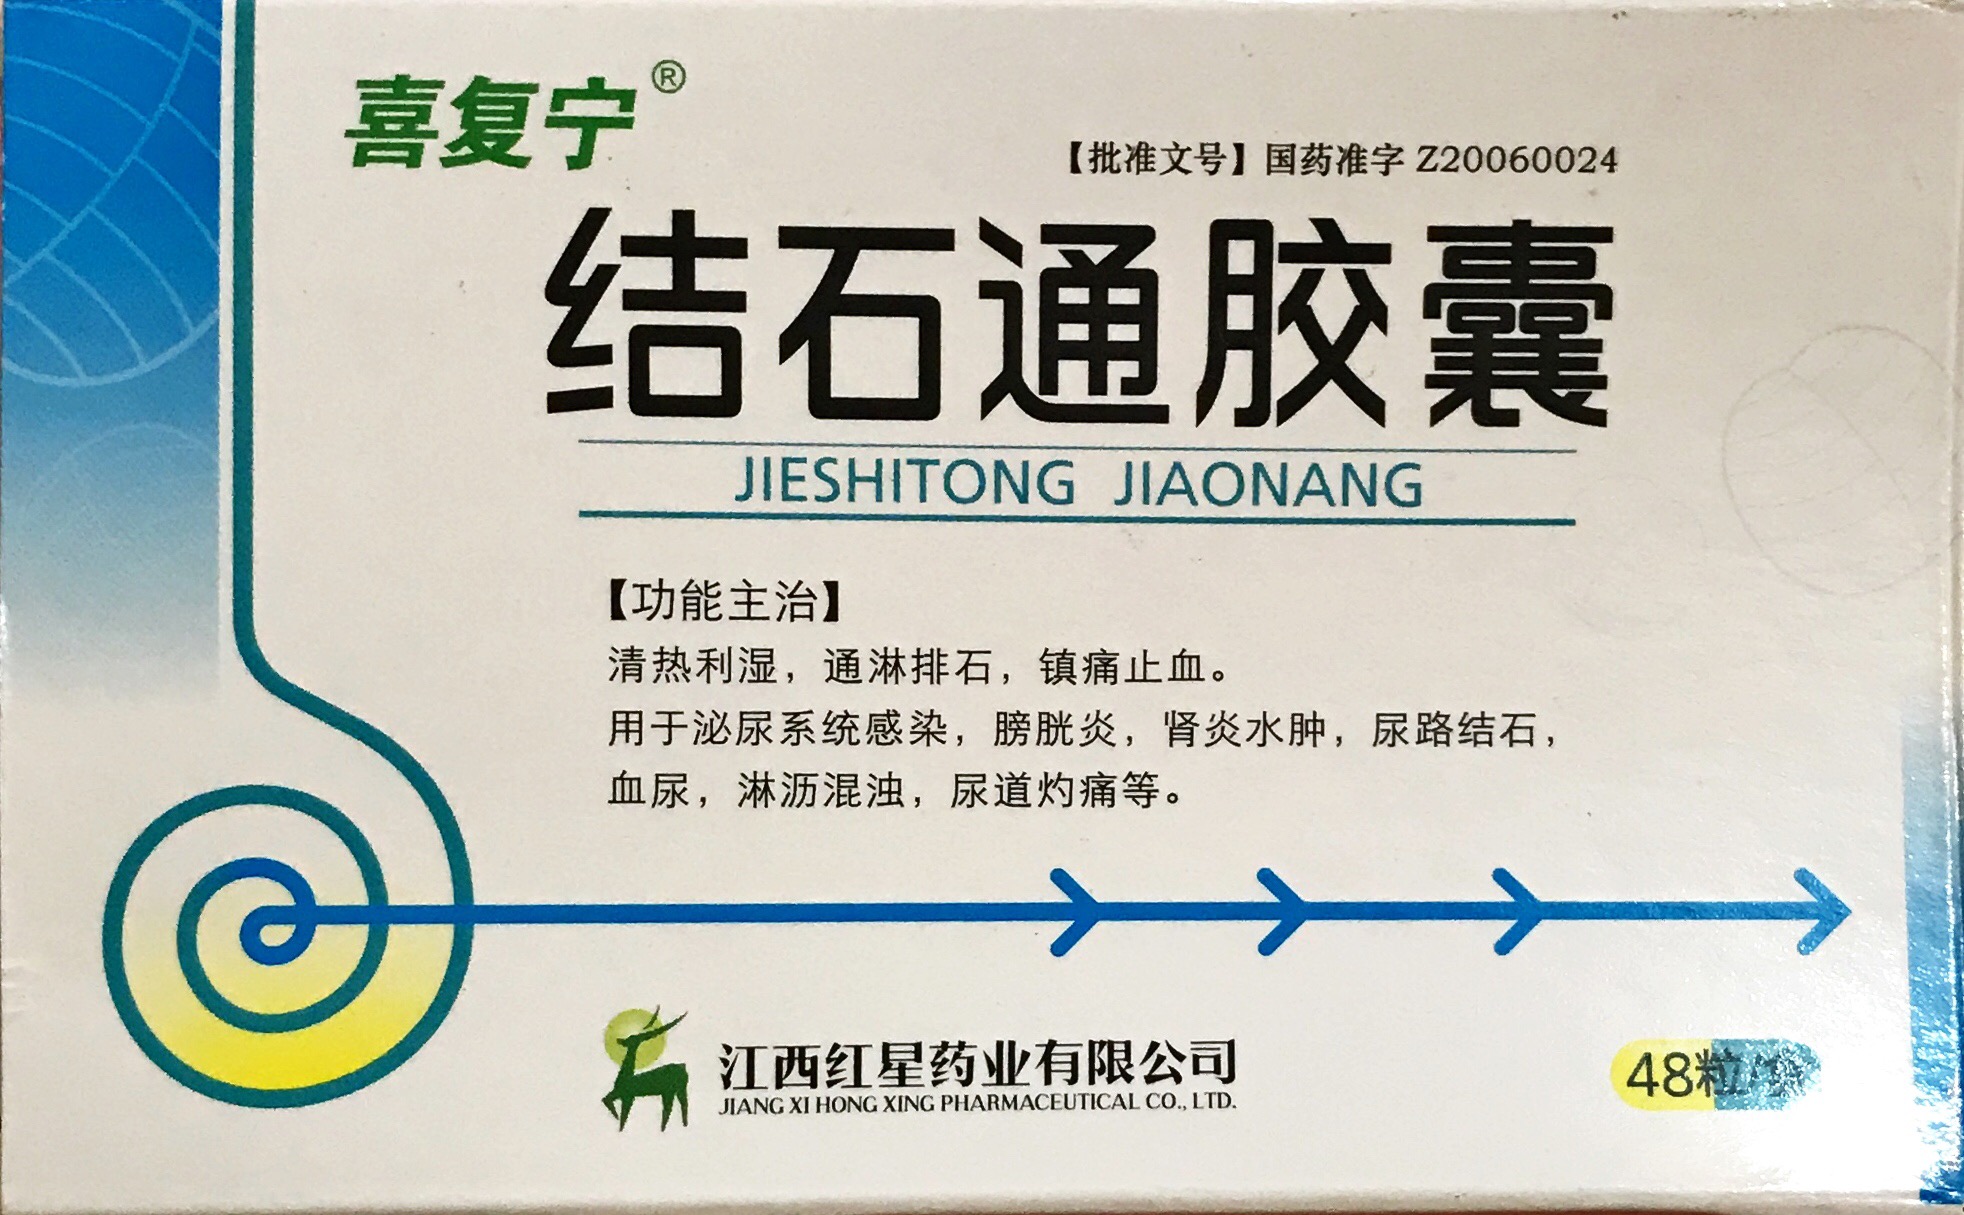 喜复宁®
【批准文号】国药准字 Z20060024
结石通胶囊
JIESHITONG JIAONANG
【功能主治】
清热利湿，通淋排石，镇痛止血。
用于泌尿系统感染，膀胱炎，肾炎水肿，尿路结石，
血尿，淋沥混浊，尿道灼痛等。
江西红星药业有限公司
JIANG XI HONG XING PHARMACEUTICAL CO., LTD.
48粒